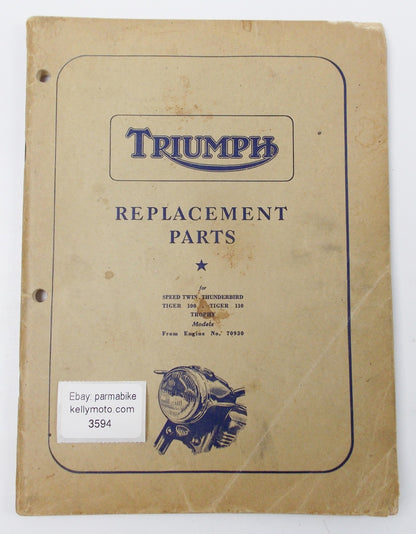 TRIUMPH
REPLACEMENT
PARTS
for
SPEED TWIN THUNDERBIRD
TIGER 100 TIGER 110
TROPHY
Models
From Engine No. 70930
Ebay: parmabike
kellymoto.com
3594